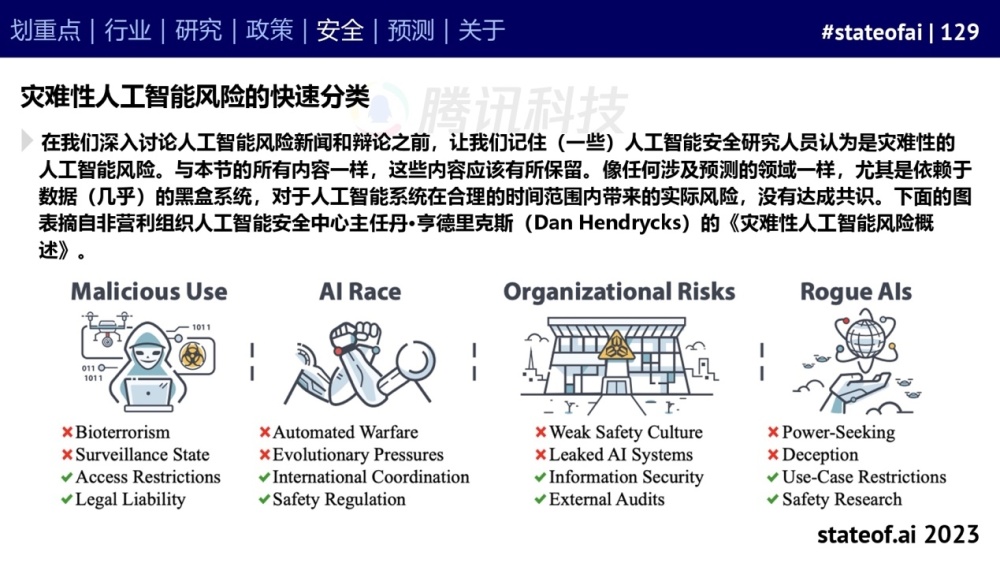 划重点 | 行业 | 研究 | 政策 | 安全 | 预测 | 关于
#stateofai | 129
灾难性人工智能风险的快速分类
腾讯科技
在我们深入讨论人工智能风险新闻和辩论之前，让我们记住（一些）人工智能安全研究人员认为是灾难性的
人工智能风险。与本节的所有内容一样，这些内容应该有所保留。像任何涉及预测的领域一样，尤其是依赖于
数据（几乎）的黑盒系统，对于人工智能系统在合理的时间范围内带来的实际风险，没有达成共识。下面的图
表摘自非营利组织人工智能安全中心主任丹·亨德里克斯（Dan Hendrycks）的《灾难性人工智能风险概
述》。
Malicious Use
1011
011
1011
Bioterrorism
Surveillance State
Access Restrictions
Legal Liability
AI Race
Automated Warfare
Evolutionary Pressures
International Coordination
Safety Regulation
Organizational Risks
Weak Safety Culture
Leaked AI Systems
Information Security
External Audits
Rogue AIs
Power-Seeking
Deception
Use-Case Restrictions
Safety Research
stateof.ai 2023